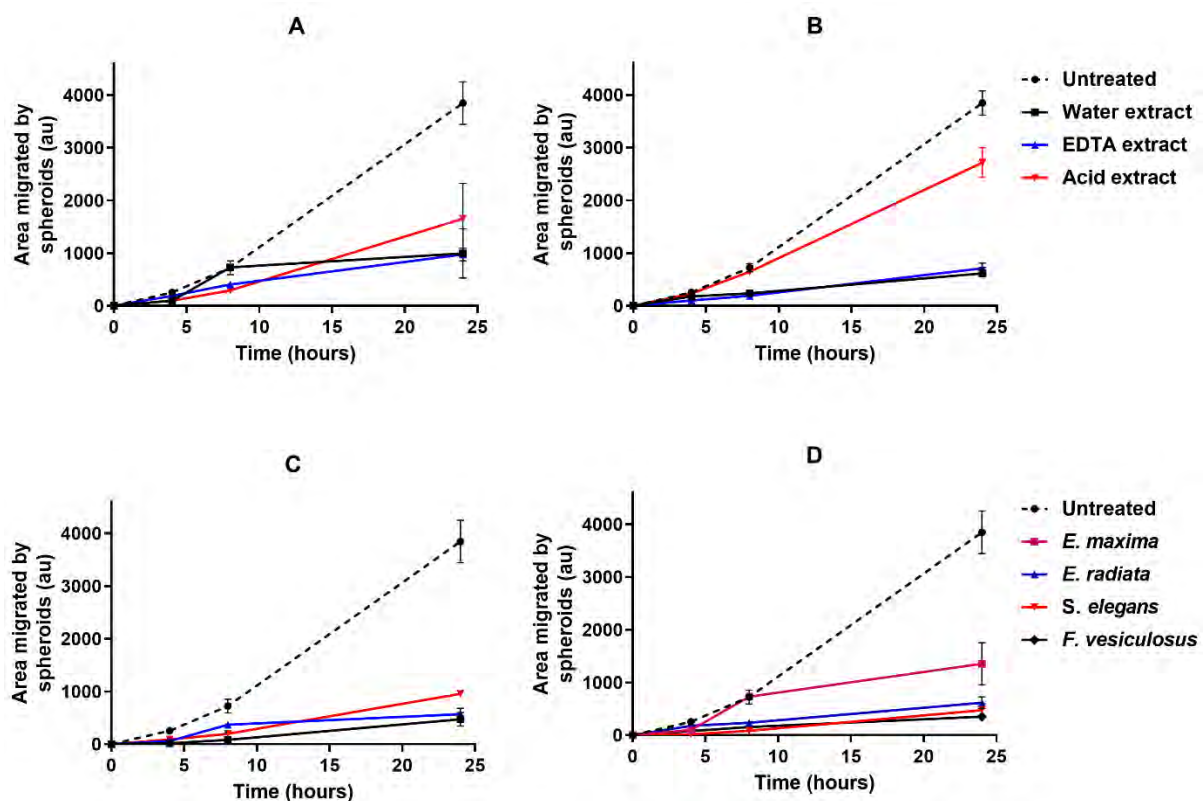 A
Area migrated by
spheroids (au)
4000
3000
2000
1000
0
0 5 10 15 20 25
Time (hours)
B
Area migrated by
spheroids (au)
4000
3000
2000
1000
0
0 5 10 15 20 25
Time (hours)
Untreated
Water extract
EDTA extract
Acid extract
C
Area migrated by
spheroids (au)
4000
3000
2000
1000
0
0 5 10 15 20 25
Time (hours)
D
Area migrated by
spheroids (au)
4000
3000
2000
1000
0
0 5 10 15 20 25
Time (hours)
Untreated
E. maxima
E. radiata
S. elegans
F. vesiculosus